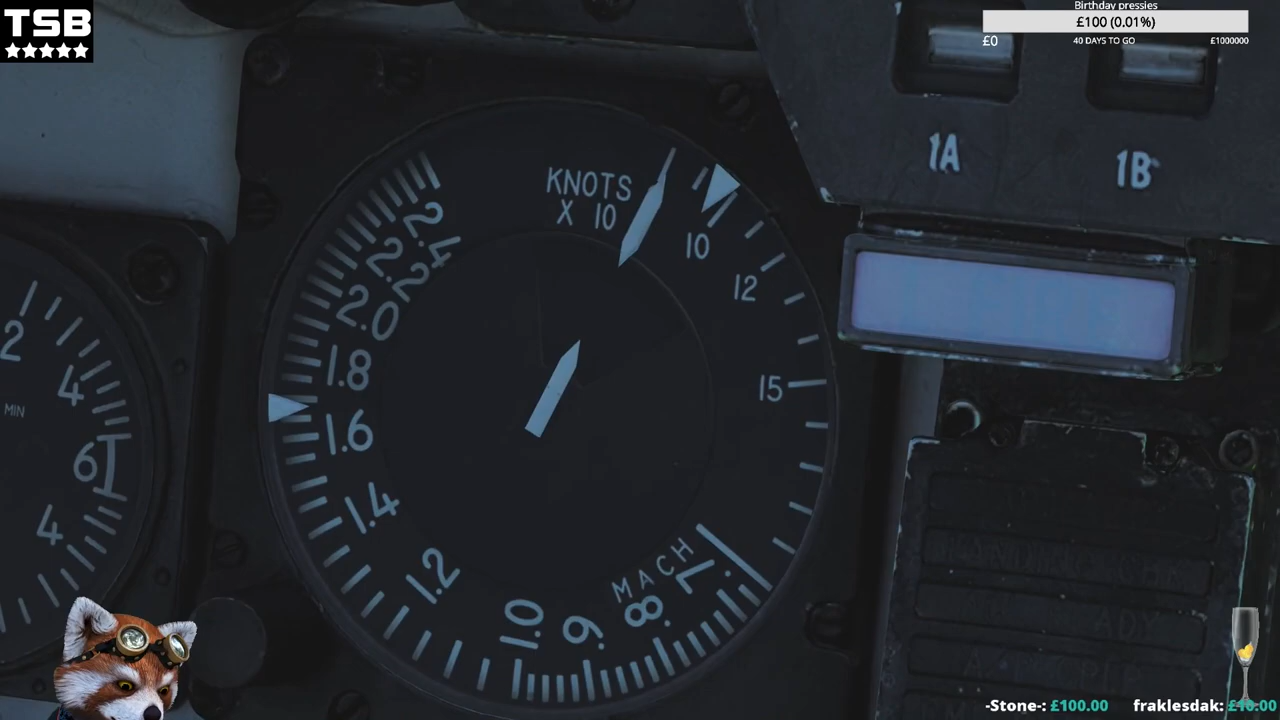 TSB
Birthday pressies
£100 (0.01%)
£0
40 DAYS TO GO
£1000000
1A
1B
KNOTS
X 10
10
12
15
2.4
2.2
2.0
1.8
1.6
1.4
1.2
1.0
.9
.8
.7
MACH
2
4
MIN
6
4
-Stone-: £100.00
fraklesdak: £10.00